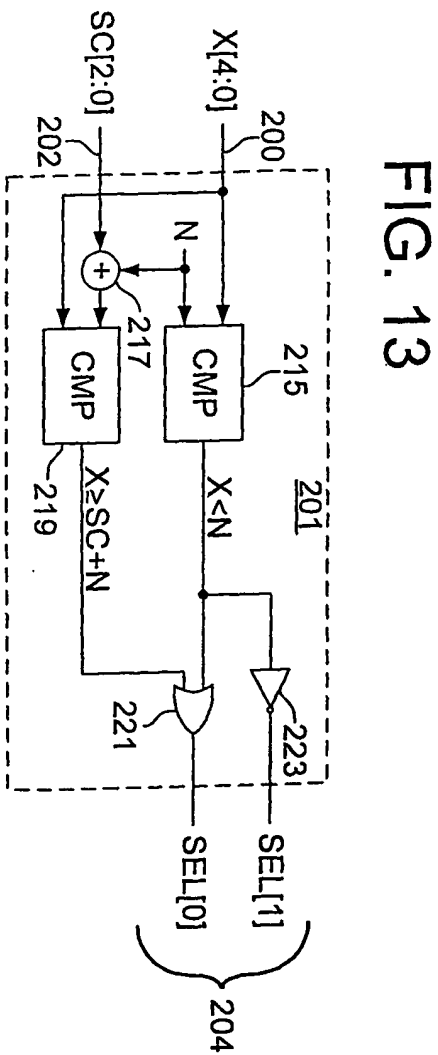 FIG. 13
X[4:0]
200
SC[2:0]
202
N
+
217
CMP
215
CMP
219
201
X<N
X≥SC+N
221
223
SEL[1]
SEL[0]
204